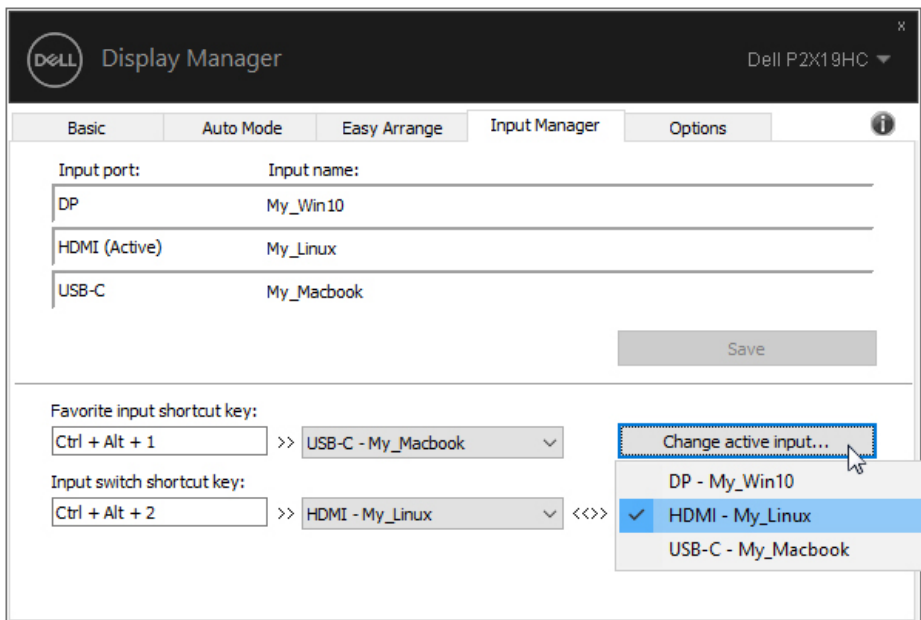 x
DELL Display Manager Dell P2X19HC
Basic Auto Mode Easy Arrange Input Manager Options i
Input port: Input name:
DP My_Win10
HDMI (Active) My_Linux
USB-C My_Macbook
Save
Favorite input shortcut key:
Ctrl + Alt + 1 >> USB-C - My_Macbook Change active input...
Input switch shortcut key:
DP - My_Win10
Ctrl + Alt + 2 >> HDMI - My_Linux <<>> HDMI - My_Linux
USB-C - My_Macbook